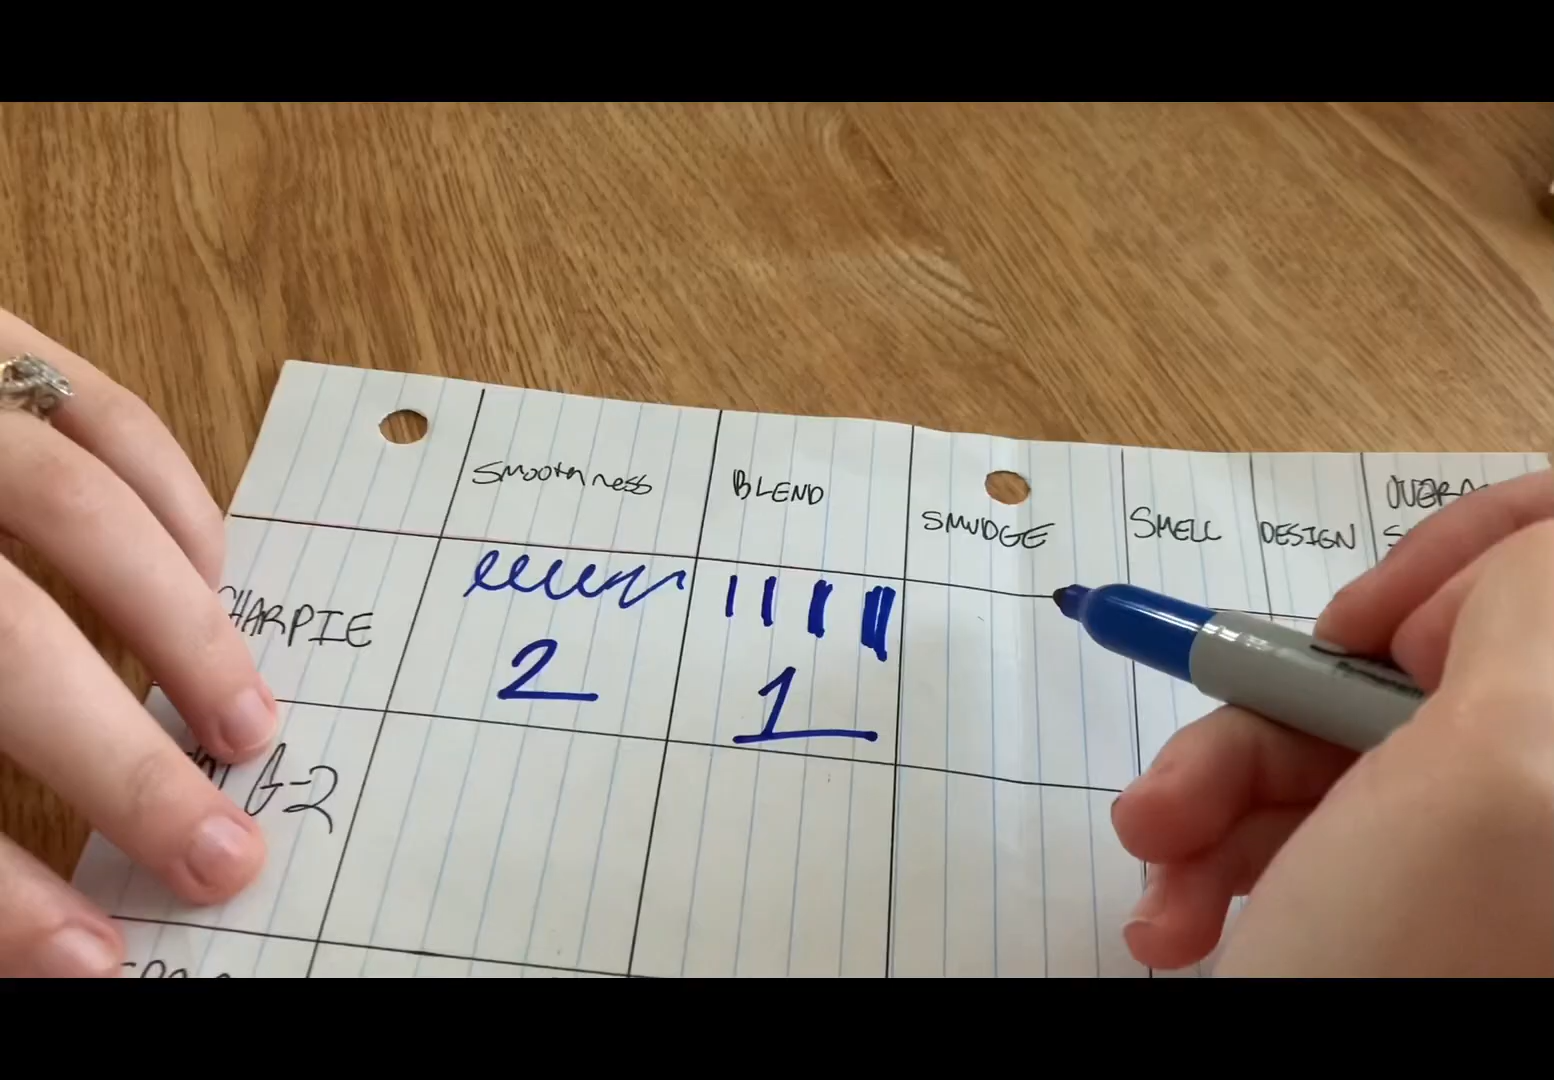 Smoothness
BLEND
SMUDGE
SMELL
DESIGN
HARPIE
2
1
G-2